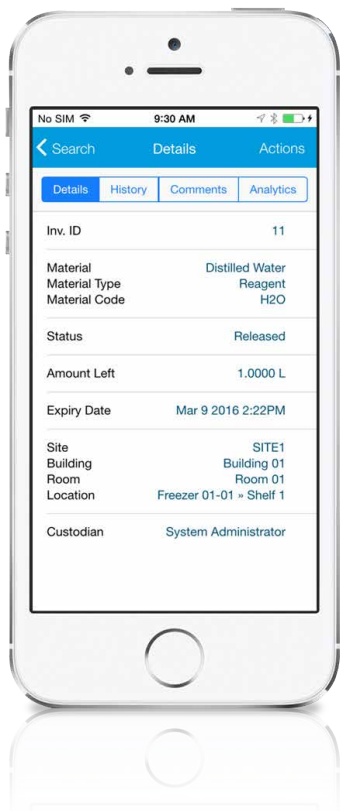 No SIM 9:30 AM
Search Details Actions
Details History Comments Analytics
Inv. ID 11
Material Distilled Water
Material Type Reagent
Material Code H2O
Status Released
Amount Left 1.0000 L
Expiry Date Mar 9 2016 2:22PM
Site SITE1
Building Building 01
Room Room 01
Location Freezer 01-01 » Shelf 1
Custodian System Administrator